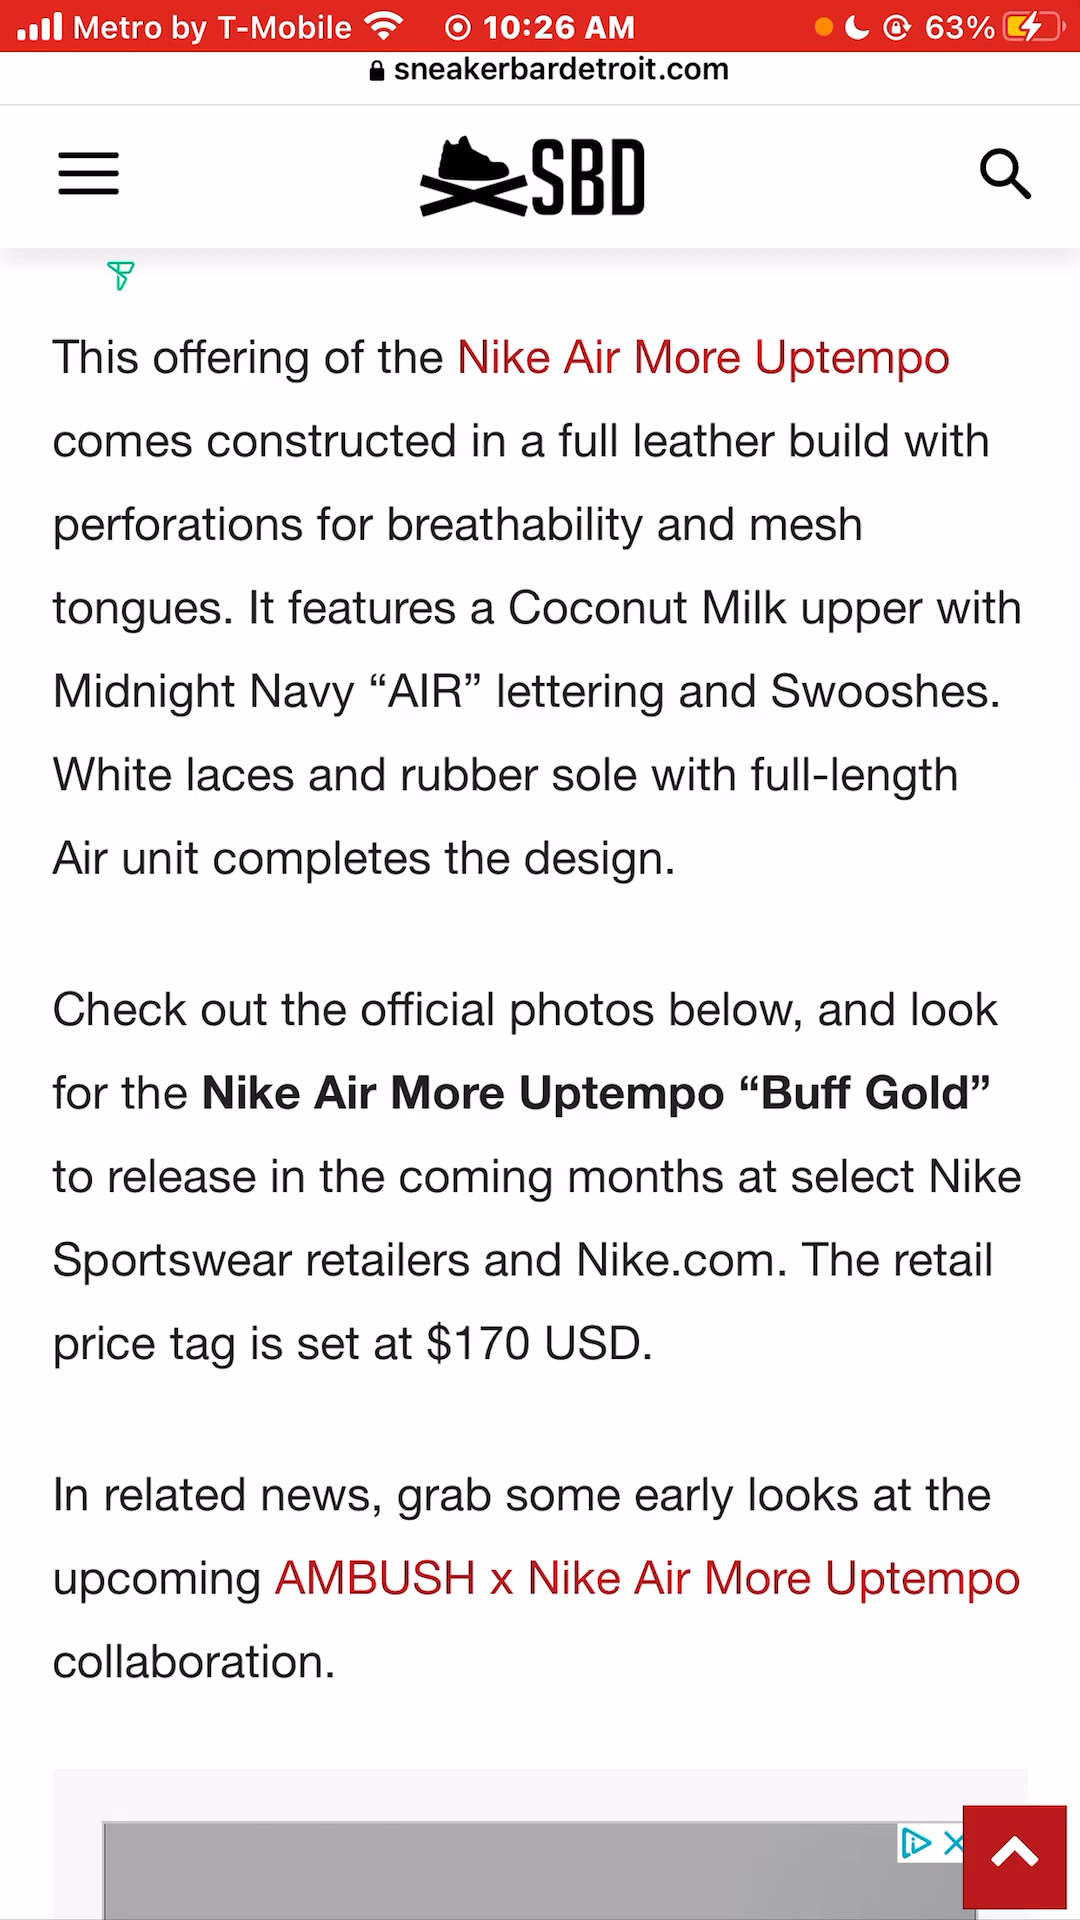 Metro by T-Mobile 10:26 AM 63%
sneakerbardetroit.com
SBD
This offering of the Nike Air More Uptempo
comes constructed in a full leather build with
perforations for breathability and mesh
tongues. It features a Coconut Milk upper with
Midnight Navy “AIR” lettering and Swooshes.
White laces and rubber sole with full-length
Air unit completes the design.
Check out the official photos below, and look
for the Nike Air More Uptempo “Buff Gold”
to release in the coming months at select Nike
Sportswear retailers and Nike.com. The retail
price tag is set at $170 USD.
In related news, grab some early looks at the
upcoming AMBUSH x Nike Air More Uptempo
collaboration.